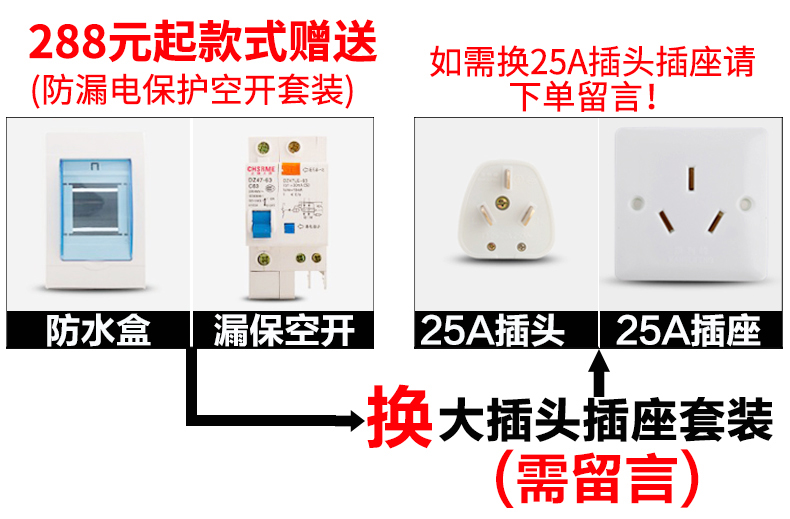 288元起款式赠送
(防漏电保护空开套装)
如需换25A插头插座请
下单留言！
DZ47-63
C63
防水盒
漏保空开
25A插头
25A插座
换大插头插座套装
(需留言)